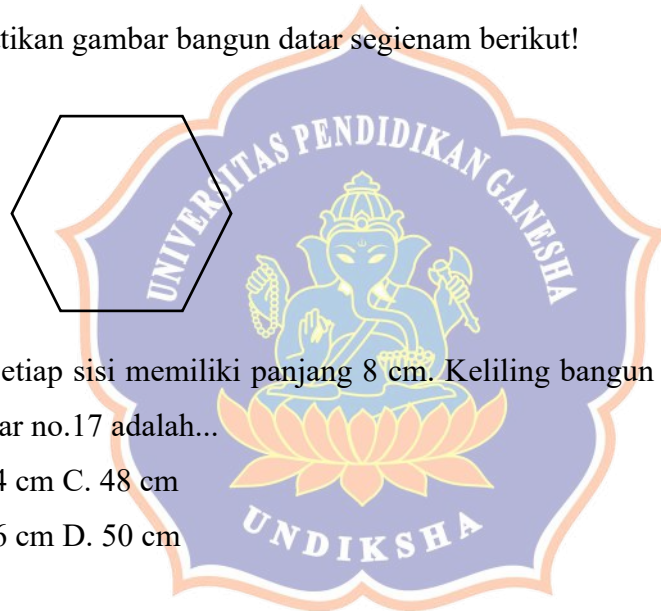 tikan gambar bangun datar segienam berikut!
UNIVERSITAS PENDIDIKAN GANESHA
etiap sisi memiliki panjang 8 cm. Keliling bangun
ar no.17 adalah...
4 cm C. 48 cm
6 cm D. 50 cm
UNDIKSHA